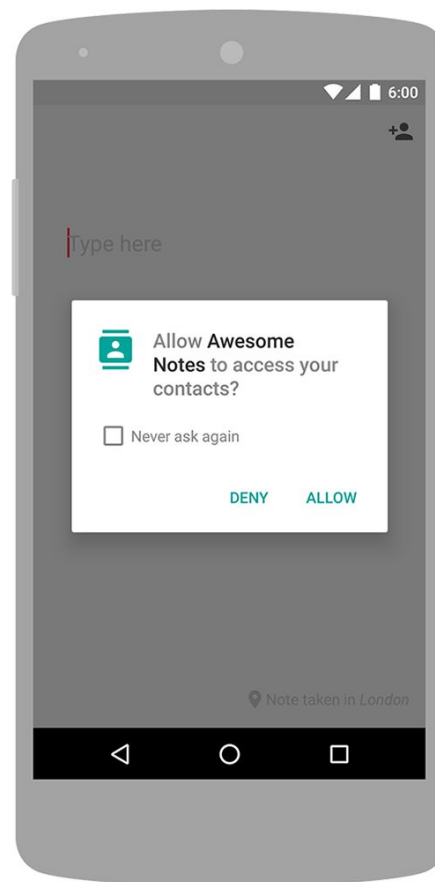 6:00
Type here
Allow Awesome
Notes to access your
contacts?
Never ask again
DENY ALLOW
Note taken in London